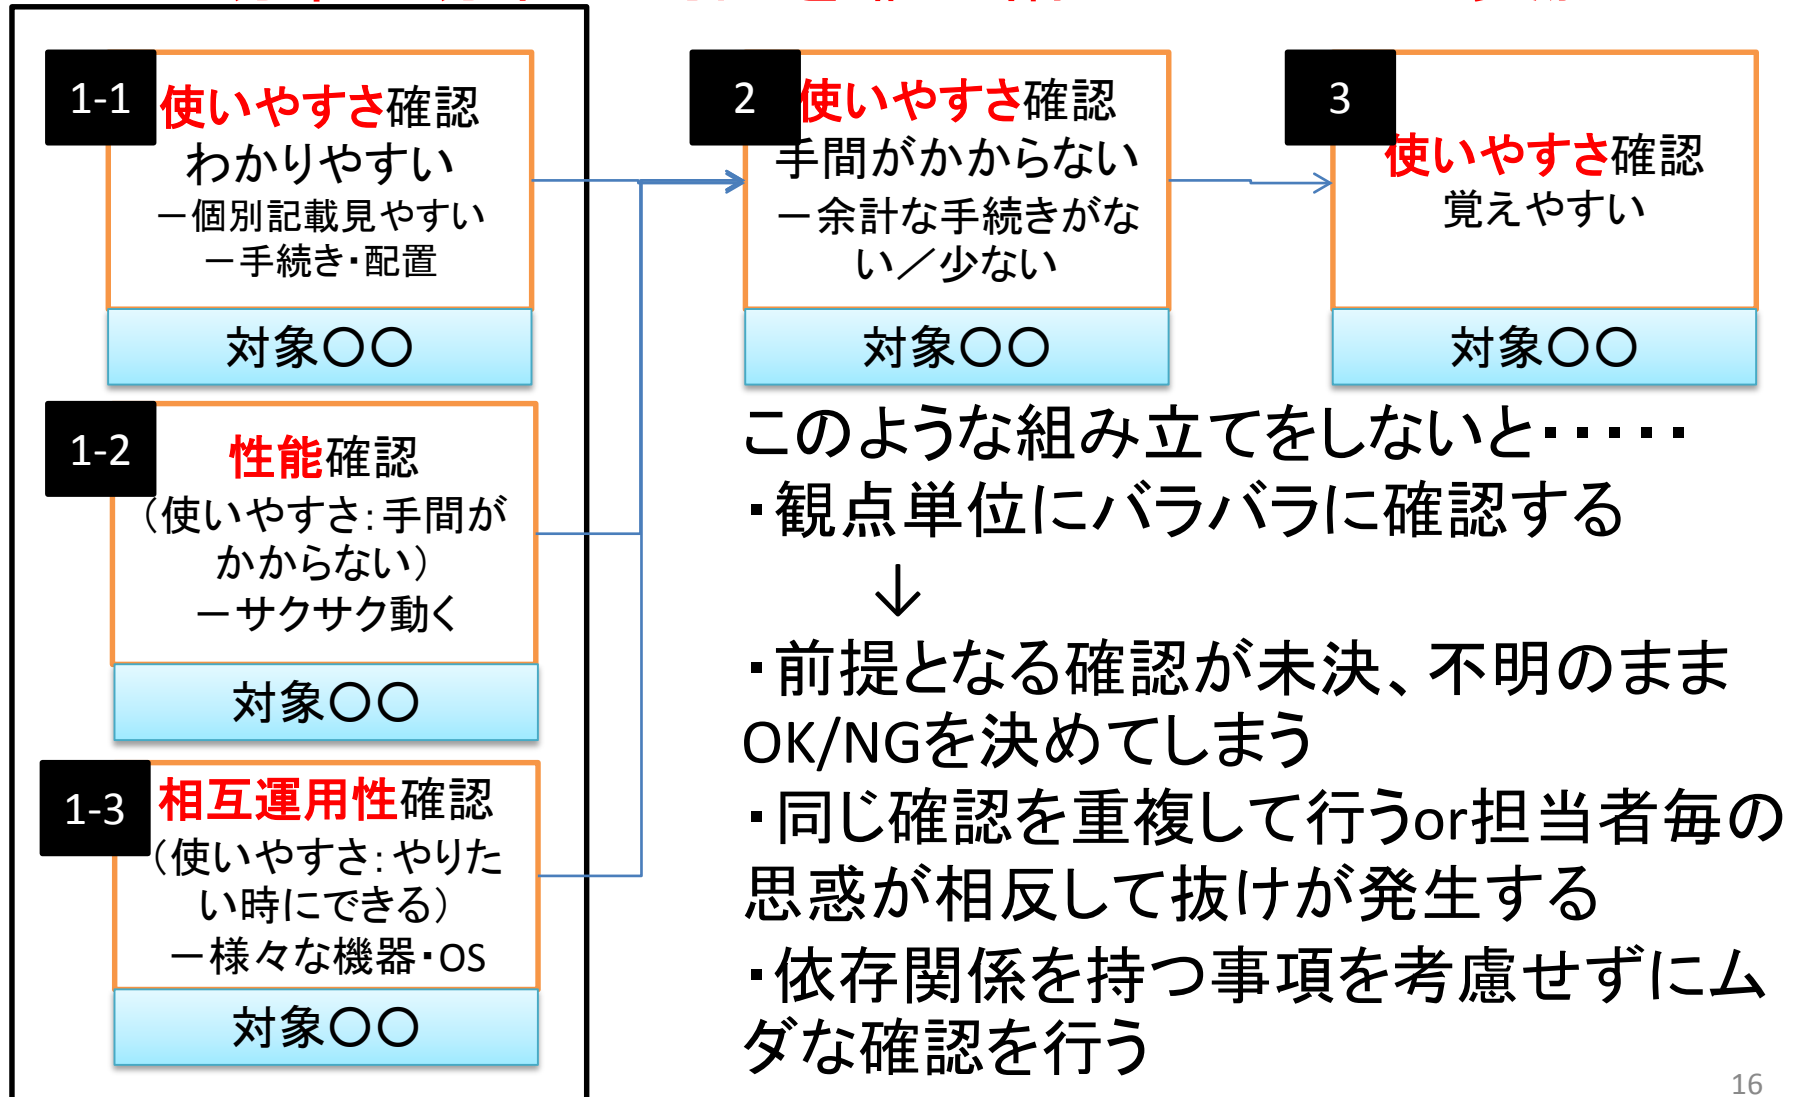 1-1
使いやすさ確認
わかりやすい
－個別記載見やすい
－手続き・配置
対象〇〇
1-2
性能確認
（使いやすさ：手間が
かからない）
－サクサク動く
対象〇〇
1-3
相互運用性確認
（使いやすさ：やりた
い時にできる）
－様々な機器・OS
対象〇〇
2
使いやすさ確認
手間がかからない
－余計な手続きがな
い／少ない
対象〇〇
3
使いやすさ確認
覚えやすい
対象〇〇
このような組み立てをしないと・・・・・
・観点単位にバラバラに確認する
↓
・前提となる確認が未決、不明のまま
OK/NGを決めてしまう
・同じ確認を重複して行うor担当者毎の
思惑が相反して抜けが発生する
・依存関係を持つ事項を考慮せずにム
ダな確認を行う
16